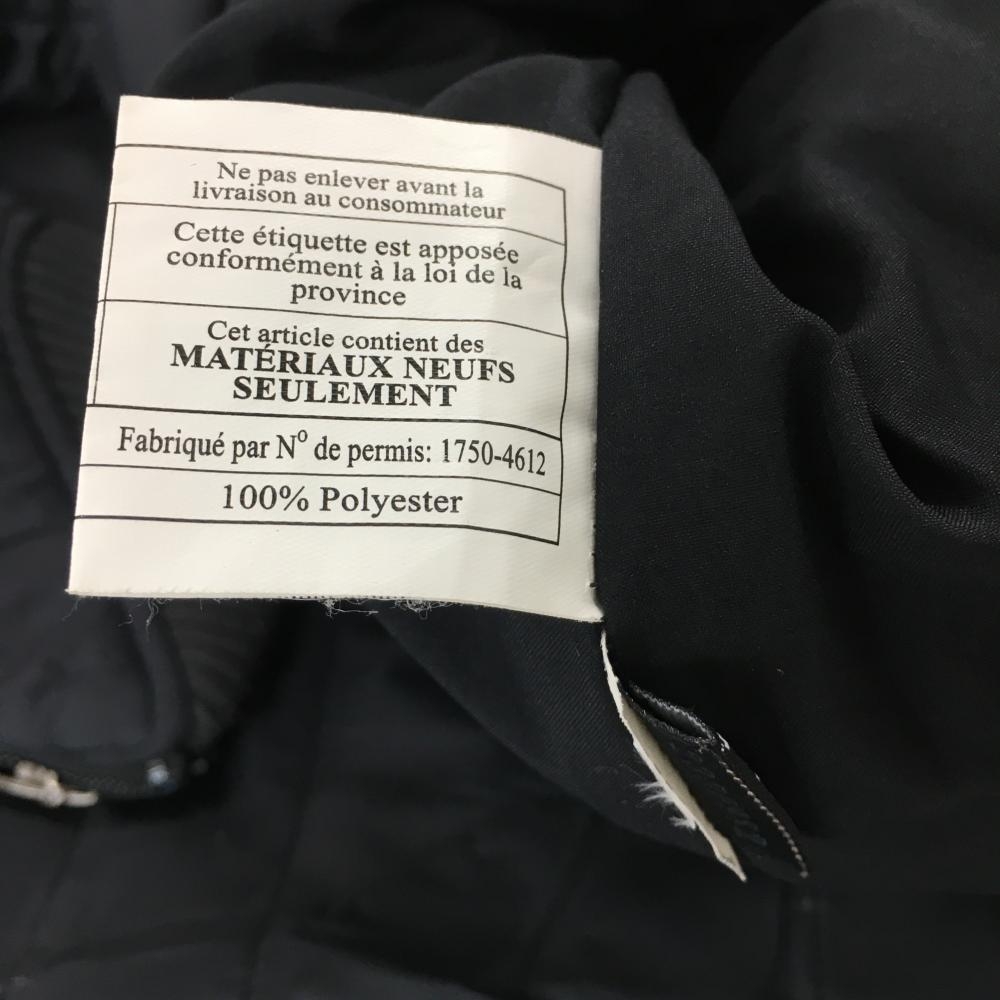 Ne pas enlever avant la
livraison au consommateur
Cette étiquette est apposée
conformément à la loi de la
province
Cet article contient des
MATÉRIAUX NEUFS
SEULEMENT
Fabriqué par Nº de permis: 1750-4612
100% Polyester